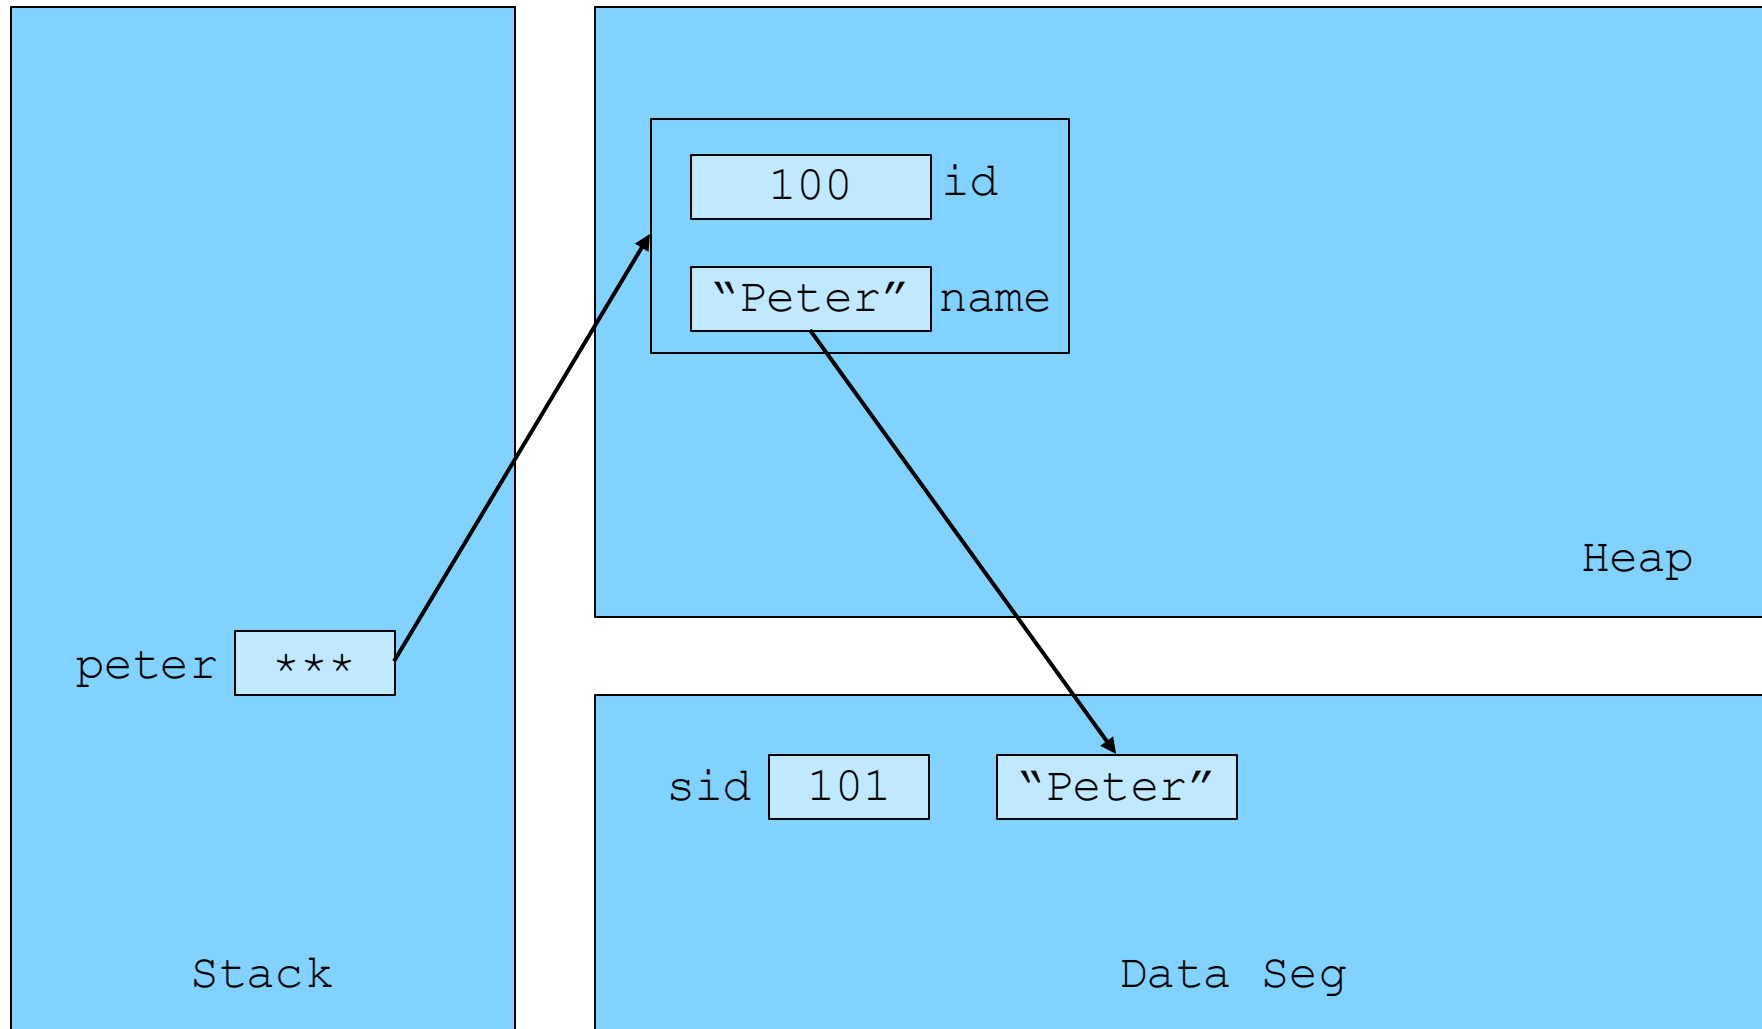 100 id
“Peter” name
Heap
peter ***
sid 101 “Peter”
Stack
Data Seg